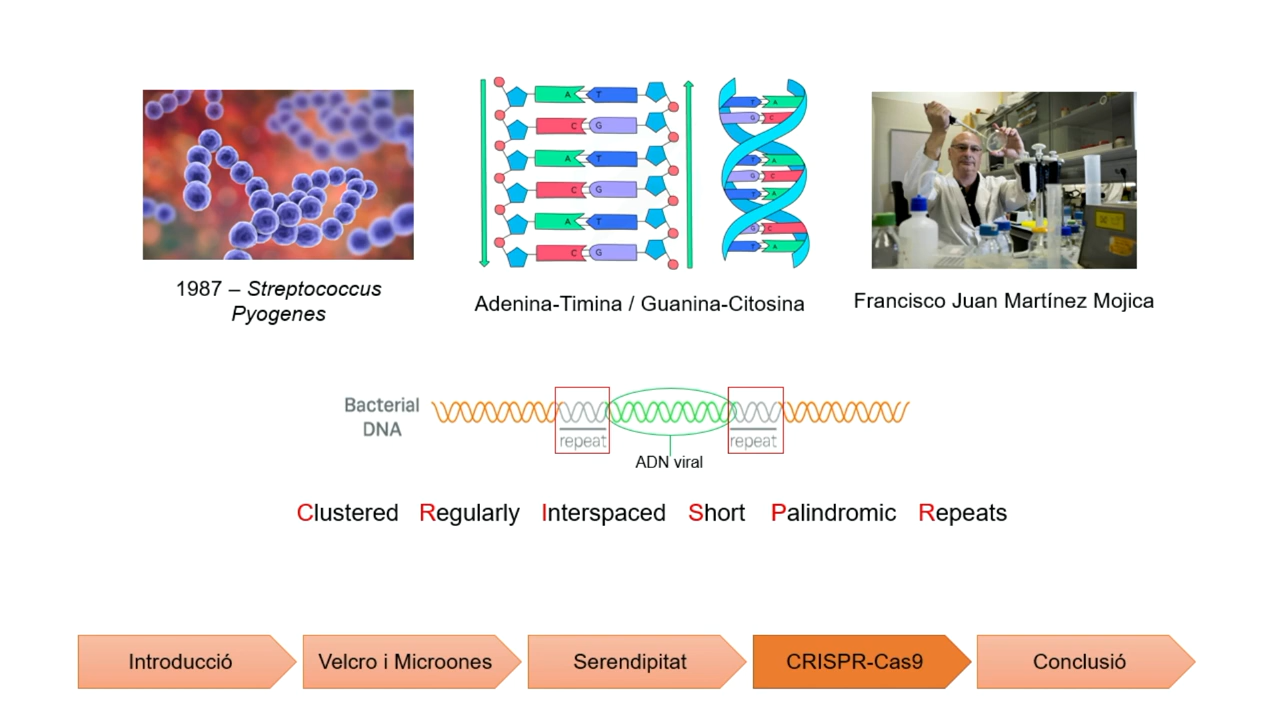 A T
C G
A T
C G
A T
C G
T A
G C
T A
G C
T A
G C
T A
1987 – Streptococcus
Pyogenes
Adenina-Timina / Guanina-Citosina
Francisco Juan Martínez Mojica
Bacterial
DNA
repeat
repeat
ADN viral
Clustered Regularly Interspaced Short Palindromic Repeats
Introducció
Velcro i Microones
Serendipitat
CRISPR-Cas9
Conclusió